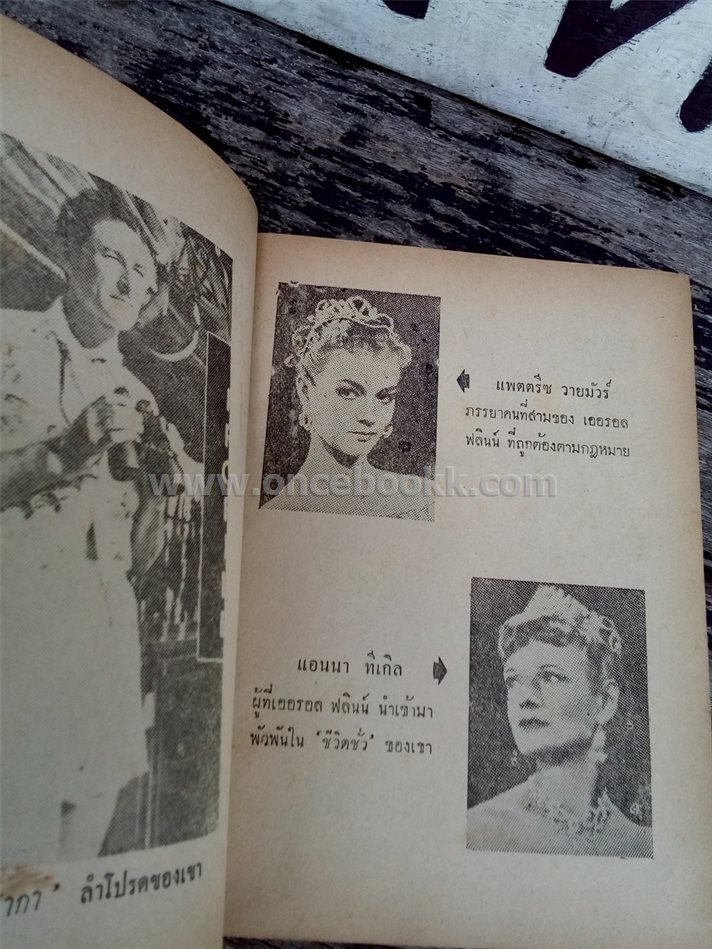 แพตตรีซ วายมัวร์
ภรรยาคนที่สามของ เออรอล
ฟลินน์ ที่ถูกต้องตามกฎหมาย
www.oncebookk.com
แอนนา ทีเกิล
ผู้ที่เออรอล ฟลินน์ นำเข้ามา
พัวพันใน 'ชีวิตชั่ว' ของเขา
ากา' ลำโปรดของเขา